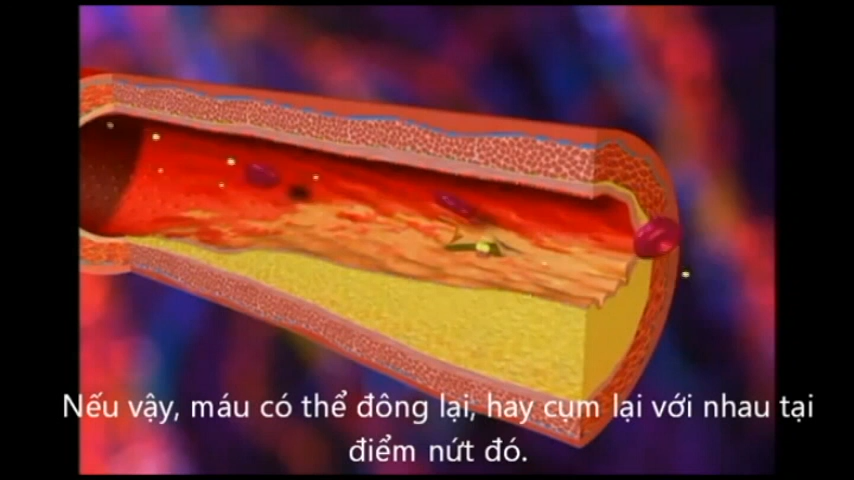 Nếu vậy, máu có thể đông lại, hay cụm lại với nhau tại
điểm nứt đó.